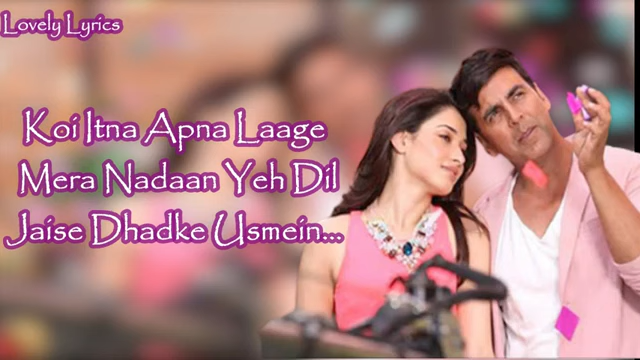 Lovely Lyrics
Koi Itna Apna Laage
Mera Nadaan Yeh Dil
Jaise Dhadke Usmein...